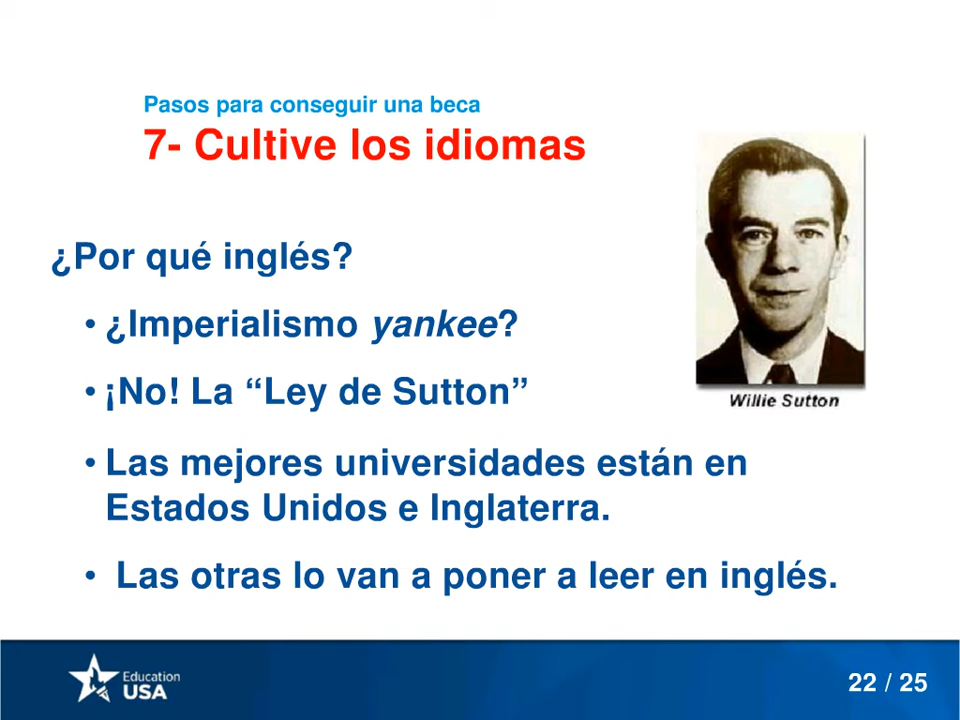 Pasos para conseguir una beca
7- Cultive los idiomas
¿Por qué inglés?
• ¿Imperialismo yankee?
• ¡No! La “Ley de Sutton”
Willie Sutton
• Las mejores universidades están en
Estados Unidos e Inglaterra.
• Las otras lo van a poner a leer en inglés.
Education
USA
22 / 25